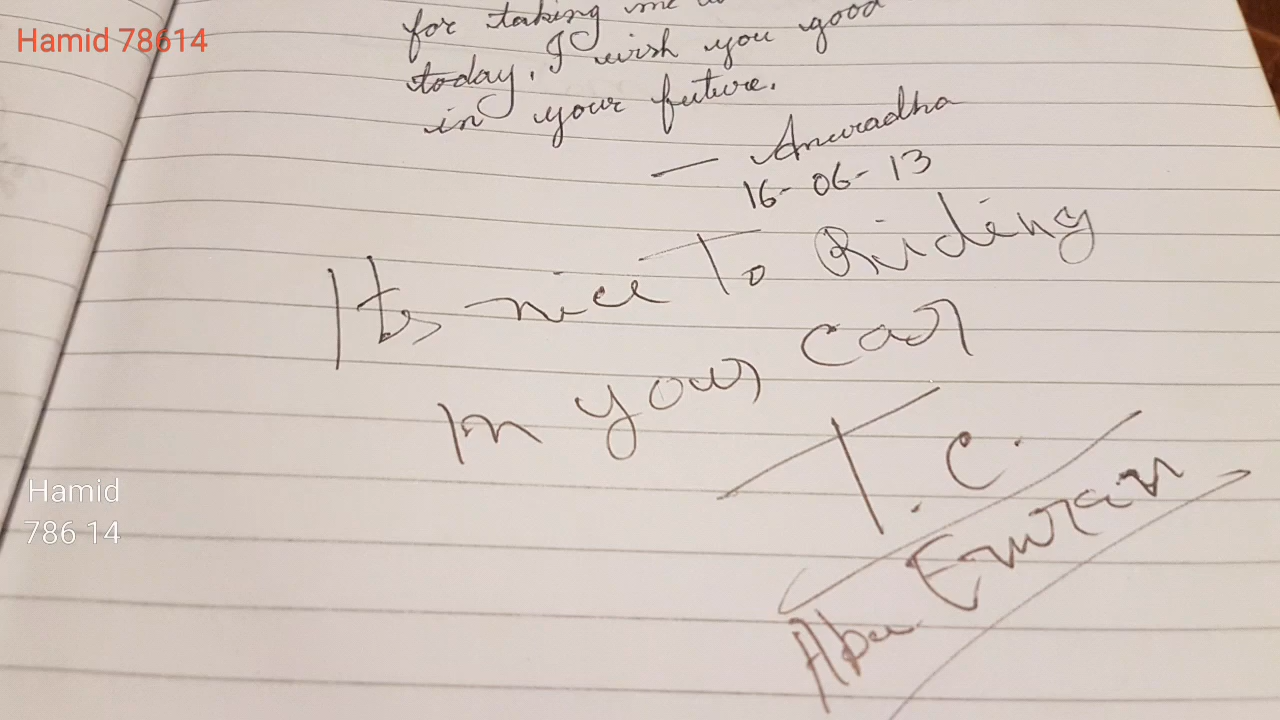 Hamid 78614
for taking me
today. I wish you good
in your future.
— Anuradha
16-06-13
Its, nice To Riding
In your car
T.C.
Abu Emran
Hamid
786 14